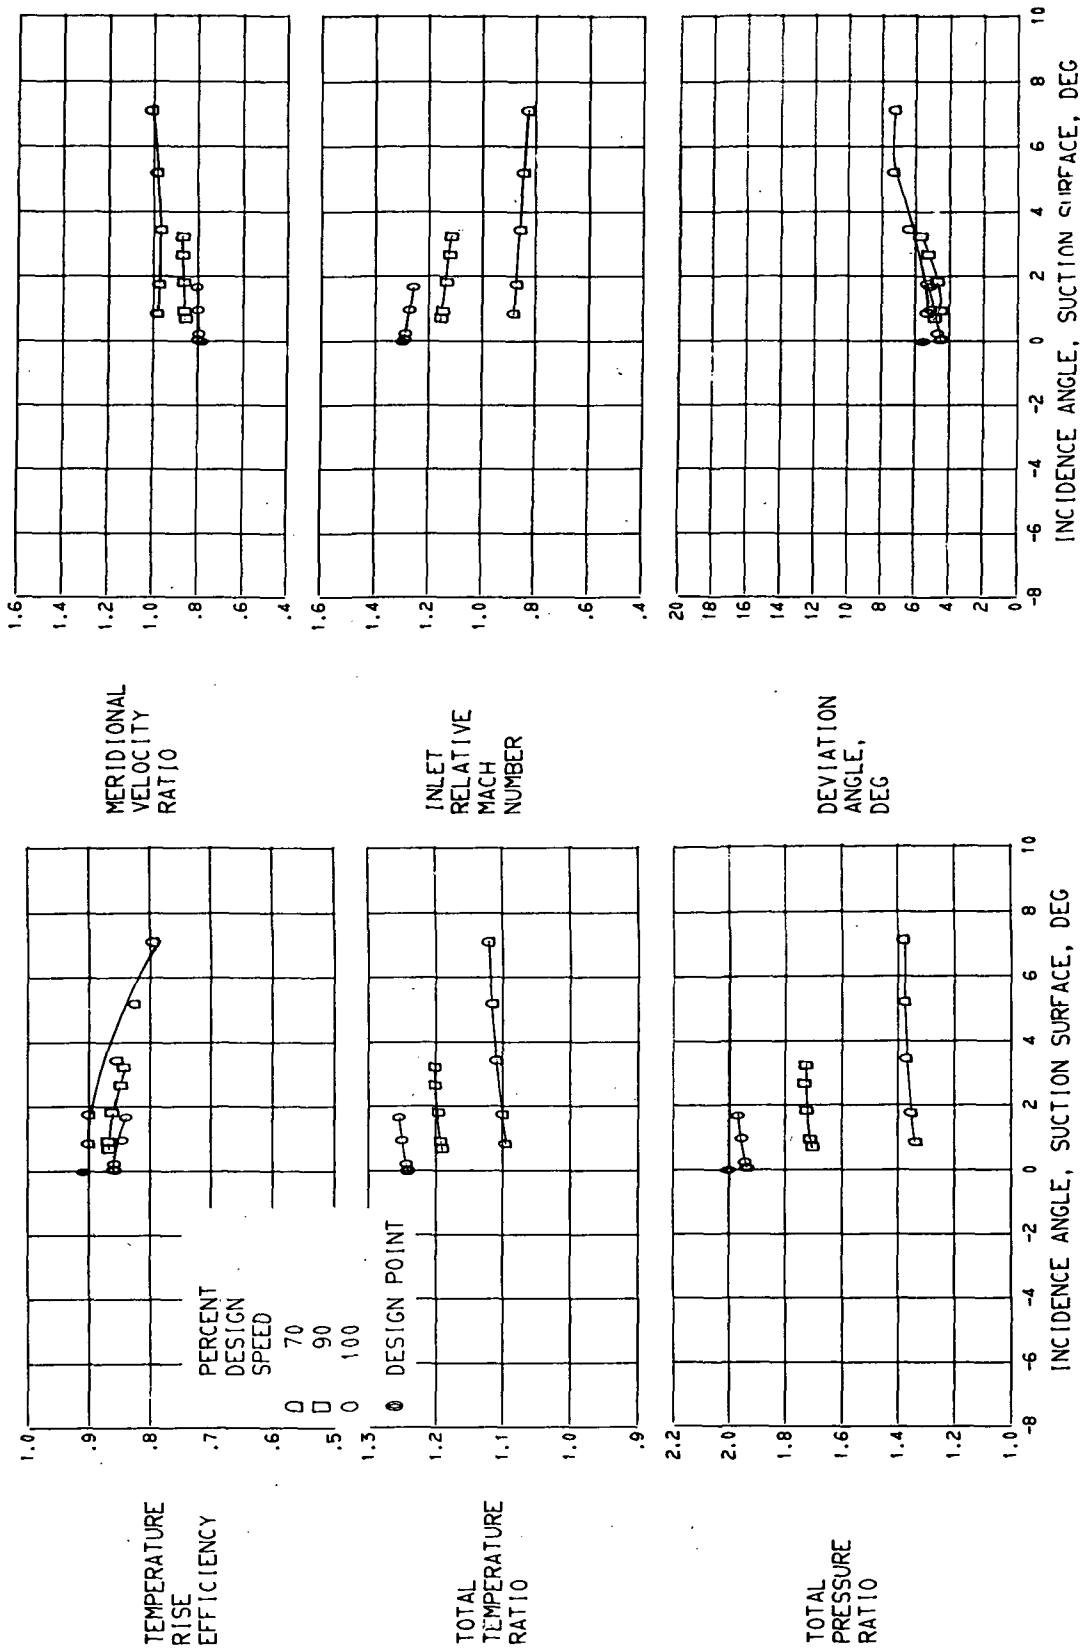 TEMPERATURE
RISE
EFFICIENCY
1.0
.9
.8
.7
.6
.5
PERCENT
DESIGN
SPEED
70
90
100
DESIGN POINT
TOTAL
TEMPERATURE
RATIO
1.3
1.2
1.1
1.0
.9
TOTAL
PRESSURE
RATIO
2.2
2.0
1.8
1.6
1.4
1.2
1.0
-8 -6 -4 -2 0 2 4 6 8 10
INCIDENCE ANGLE, SUCTION SURFACE, DEG
MERIDIONAL
VELOCITY
RATIO
1.6
1.4
1.2
1.0
.8
.6
.4
INLET
RELATIVE
MACH
NUMBER
1.6
1.4
1.2
1.0
.8
.6
.4
DEVIATION
ANGLE,
DEG
20
18
16
14
12
10
8
6
4
2
0
-8 -6 -4 -2 0 2 4 6 8 10
INCIDENCE ANGLE, SUCTION SURFACE, DEG